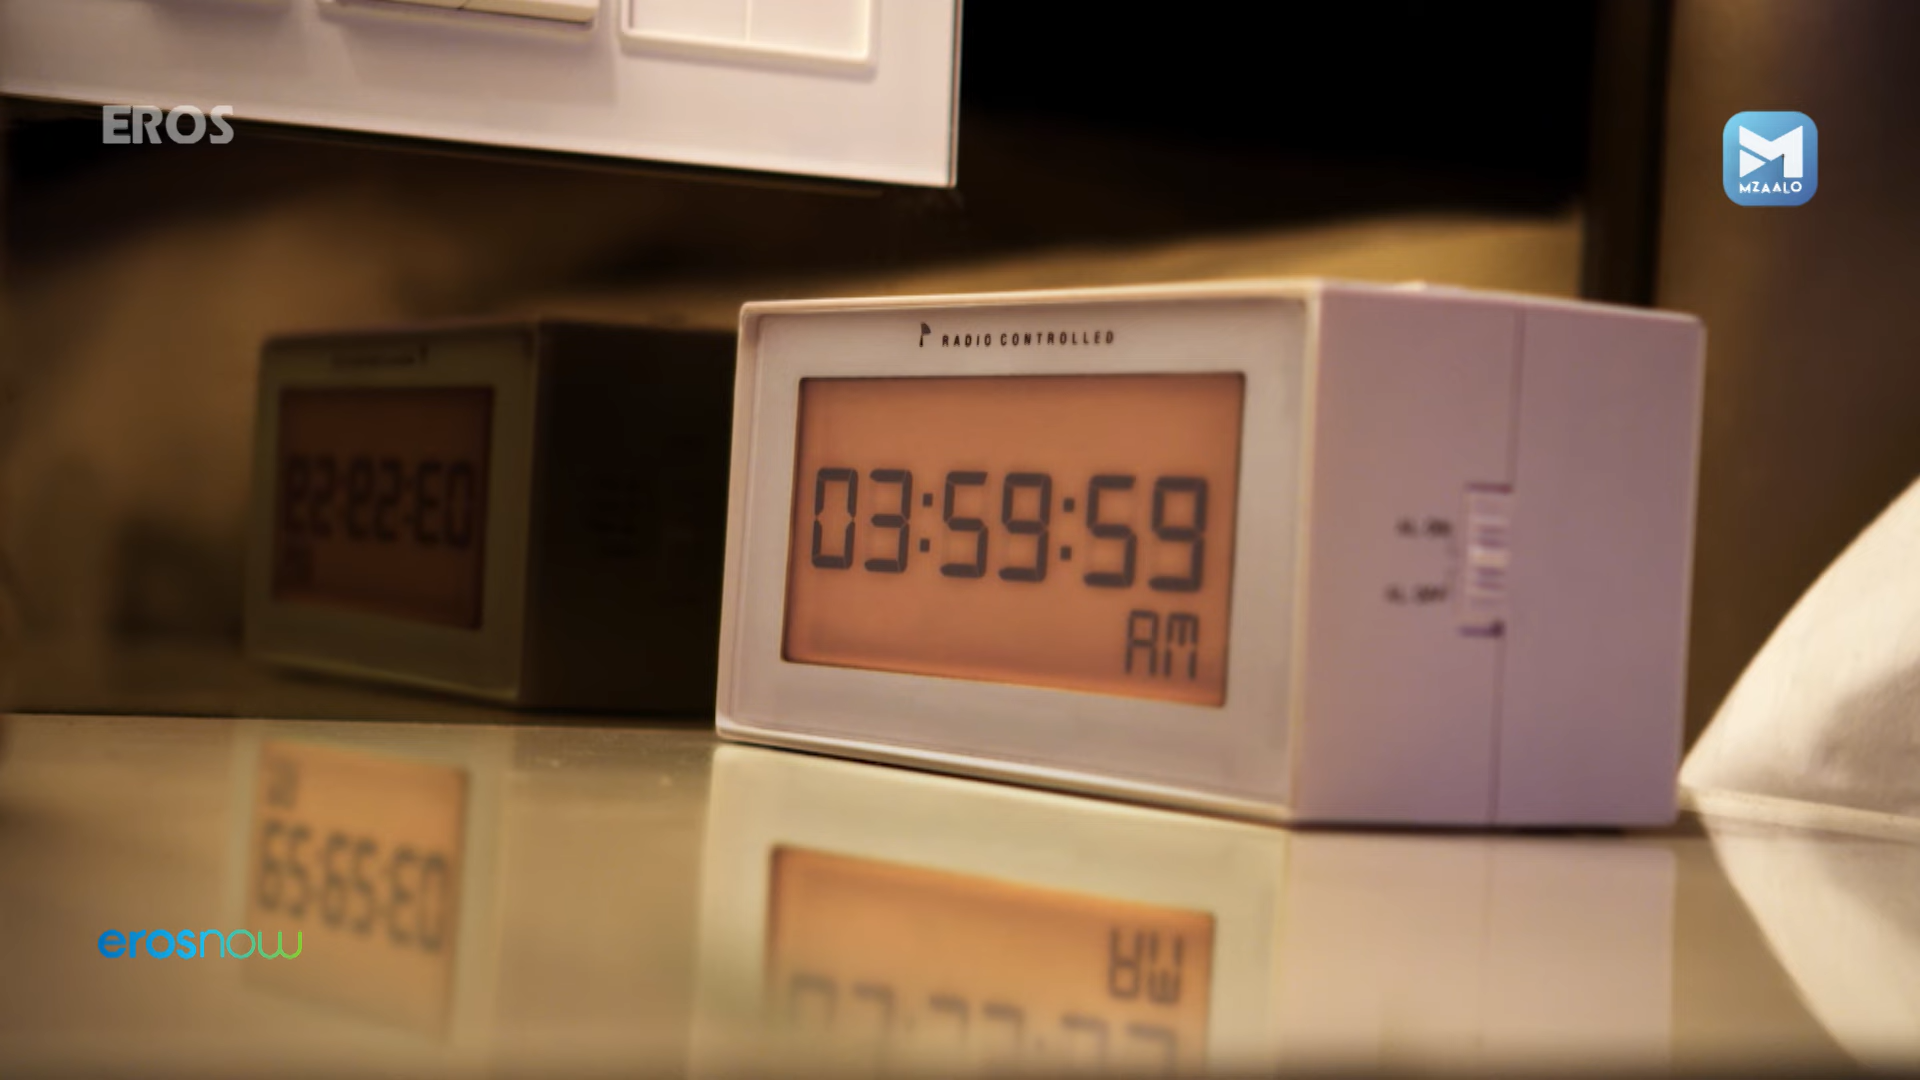 EROS
MZAALO
RADIO CONTROLLED
03:59:59
AM
erosnow